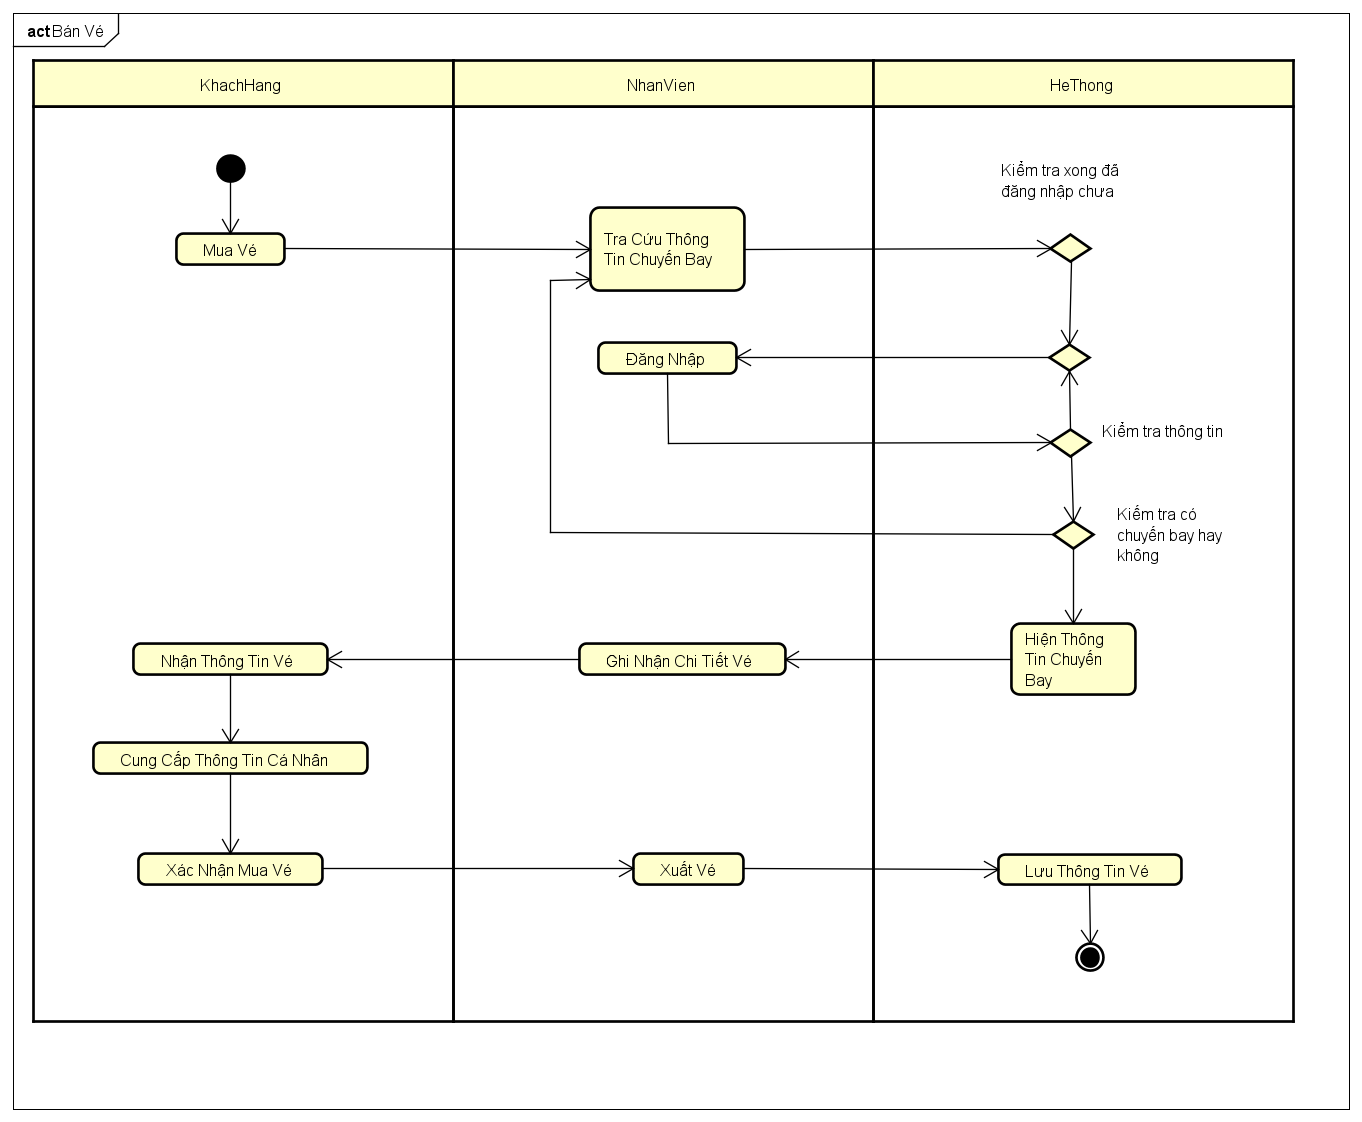 act Bán Vé
KhachHang
NhanVien
HeThong
Kiểm tra xong đã
đăng nhập chưa
Mua Vé
Tra Cứu Thông
Tin Chuyến Bay
Đăng Nhập
Kiểm tra thông tin
Kiếm tra có
chuyến bay hay
không
Hiện Thông
Tin Chuyến
Bay
Ghi Nhận Chi Tiết Vé
Nhận Thông Tin Vé
Cung Cấp Thông Tin Cá Nhân
Xác Nhận Mua Vé
Xuất Vé
Lưu Thông Tin Vé